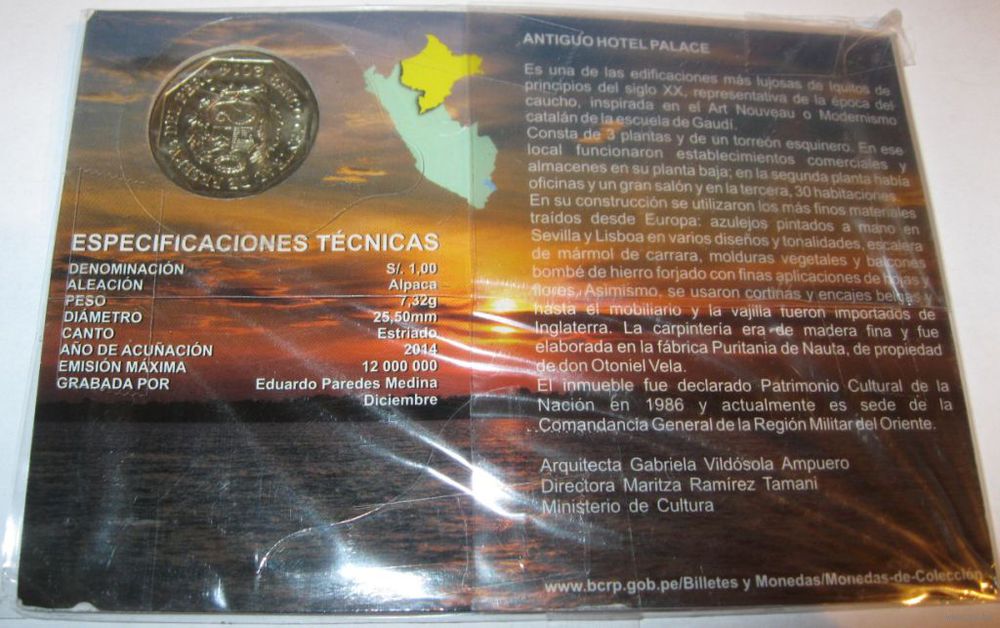 ESPECIFICACIONES TÉCNICAS
DENOMINACIÓN S/. 1,00
ALEACIÓN Alpaca
PESO 7,32g
DIÁMETRO 25,50mm
CANTO Estriado
AÑO DE ACUÑACIÓN 2014
EMISIÓN MÁXIMA 12 000 000
GRABADA POR Eduardo Paredes Medina
Diciembre
ANTIGUO HOTEL PALACE
Es una de las edificaciones más lujosas de Iquitos de
principios del siglo XX, representativa de la época del
caucho, inspirada en el Art Nouveau o Modernismo
catalán de la escuela de Gaudí.
Consta de 3 plantas y de un torreón esquinero. En ese
local funcionaron establecimientos comerciales y
almacenes en su planta baja; en la segunda planta había
oficinas y un gran salón y en la tercera, 30 habitaciones.
En su construcción se utilizaron los más finos materiales
traídos desde Europa: azulejos pintados a mano en
Sevilla y Lisboa en varios diseños y tonalidades, escalera
de mármol de carrara, molduras vegetales y balcones
bombé de hierro forjado con finas aplicaciones de hojas
flores. Asimismo, se usaron cortinas y encajes belgas y
hasta el mobiliario y la vajilla fueron importados de
Inglaterra. La carpintería era de madera fina y fue
elaborada en la fábrica Puritania de Nauta, de propiedad
de don Otoniel Vela.
El inmueble fue declarado Patrimonio Cultural de la
Nación en 1986 y actualmente es sede de la
Comandancia General de la Región Militar del Oriente.
Arquitecta Gabriela Vildósola Ampuero
Directora Maritza Ramírez Tamani
Ministerio de Cultura
www.bcrp.gob.pe/Billetes y Monedas/Monedas-de-Colección